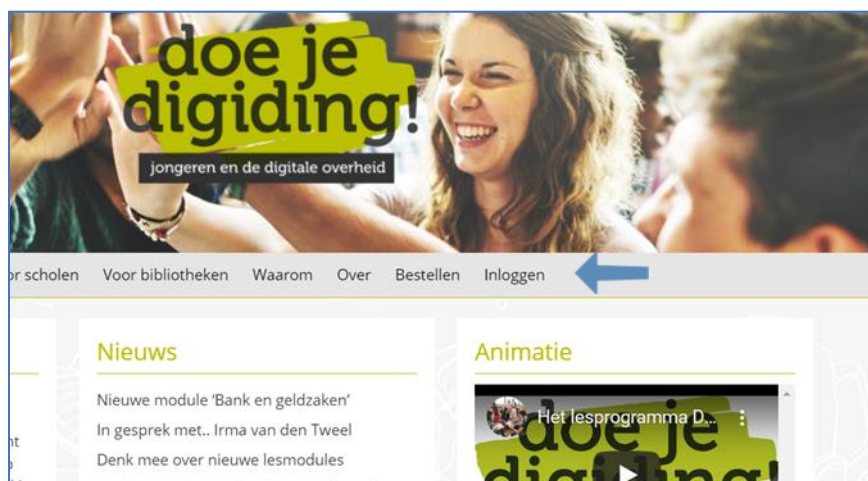 doe je
digiding!
jongeren en de digitale overheid
scholen Voor bibliotheken Waarom Over Bestellen Inloggen
Nieuws
Animatie
Nieuwe module ‘Bank en geldzaken’
In gesprek met.. Irma van den Tweel
Denk mee over nieuwe lesmodules
Het lesprogramma D...
doe je
digiding!